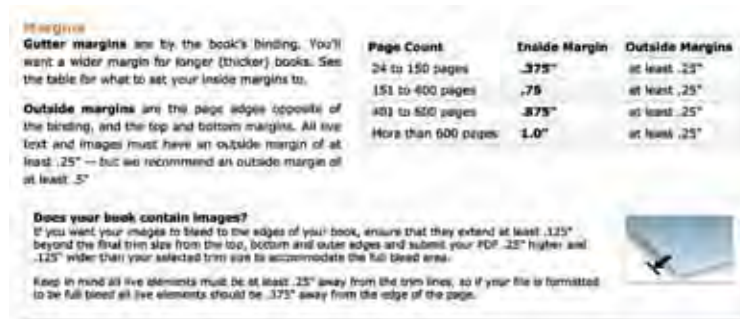 Margins
Gutter margins are by the book's binding. You'll
want a wider margin for longer (thicker) books. See
the table for what to set your inside margins to.
Outside margins are the page edges opposite of
the binding, and the top and bottom margins. All live
text and images must have an outside margin of at
least .25" — but we recommend an outside margin of
at least .5"
Page Count Inside Margin Outside Margins
24 to 150 pages .375" at least .25"
151 to 400 pages .75 at least .25"
401 to 600 pages .875" at least .25"
More than 600 pages 1.0" at least .25"
Does your book contain images?
If you want your images to bleed to the edges of your book, ensure that they extend at least .125"
beyond the final trim size from the top, bottom and outer edges and submit your PDF .25" higher and
.125" wider than your selected trim size to accommodate the full bleed area.
Keep in mind all live elements must be at least .25" away from the trim lines, so if your file is formatted
to be full bleed all live elements should be .375" away from the edge of the page.